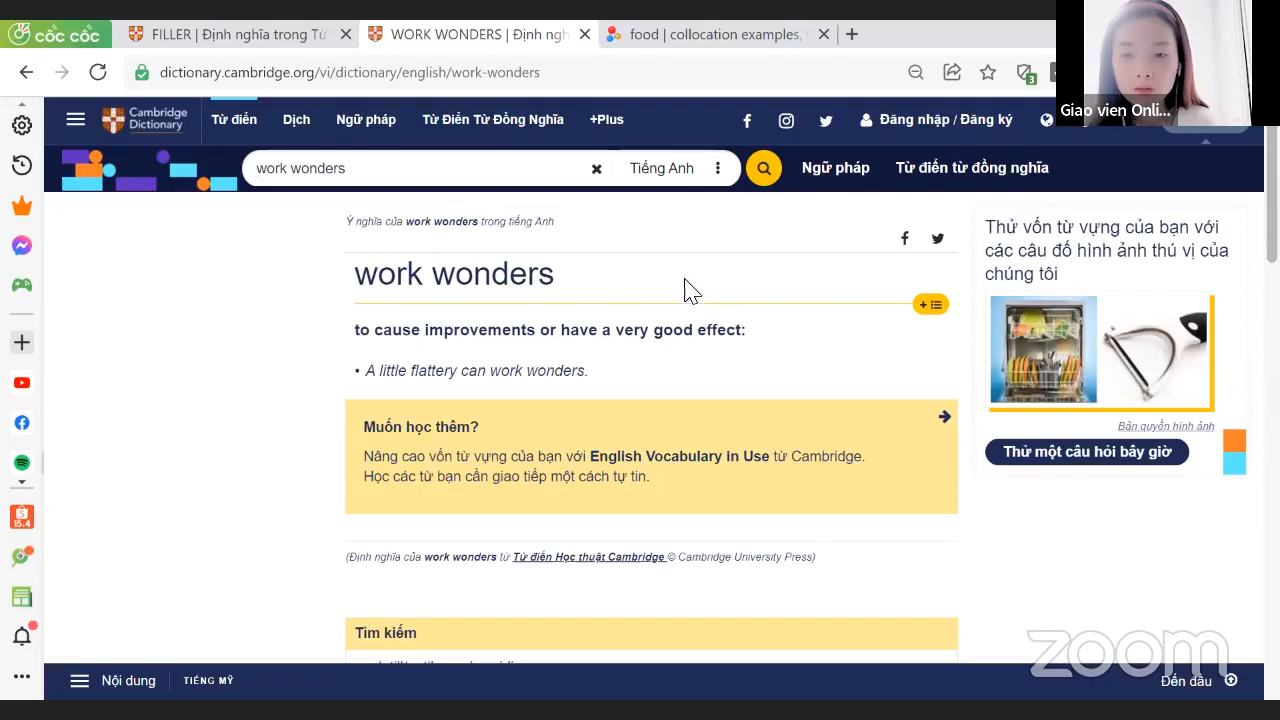 cốc cốc
FILLER | Định nghĩa trong Từ
WORK WONDERS | Định ngh
food | collocation examples,
dictionary.cambridge.org/vi/dictionary/english/work-wonders
3
Giao vien Onli...
Cambridge
Dictionary
Từ điển
Dịch
Ngữ pháp
Từ Điển Từ Đồng Nghĩa
+Plus
Đăng nhập / Đăng ký
work wonders
Tiếng Anh
Ngữ pháp
Từ điển từ đồng nghĩa
Ý nghĩa của work wonders trong tiếng Anh
work wonders
to cause improvements or have a very good effect:
• A little flattery can work wonders.
Muốn học thêm?
Nâng cao vốn từ vựng của bạn với English Vocabulary in Use từ Cambridge.
Học các từ bạn cần giao tiếp một cách tự tin.
(Định nghĩa của work wonders từ Từ điển Học thuật Cambridge © Cambridge University Press)
Tìm kiếm
Thử vốn từ vựng của bạn với
các câu đố hình ảnh thú vị của
chúng tôi
Bản quyền hình ảnh
Thử một câu hỏi bây giờ
15.4
zoom
Nội dung
TIẾNG MỸ
Đến đầu